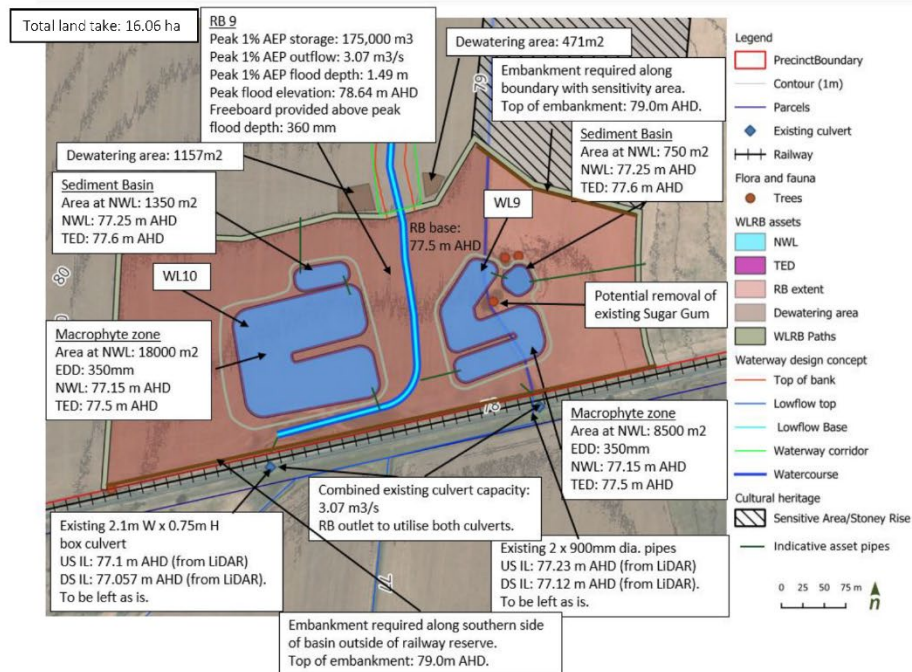 Total land take: 16.06 ha
RB 9
Peak 1% AEP storage: 175,000 m3
Peak 1% AEP outflow: 3.07 m3/s
Peak 1% AEP flood depth: 1.49 m
Peak flood elevation: 78.64 m AHD
Freeboard provided above peak
flood depth: 360 mm
Dewatering area: 471m2
79
Embankment required along
boundary with sensitivity area.
Top of embankment: 79.0m AHD.
Dewatering area: 1157m2
Sediment Basin
Area at NWL: 750 m2
NWL: 77.25 m AHD
TED: 77.6 m AHD
Sediment Basin
Area at NWL: 1350 m2
NWL: 77.25 m AHD
TED: 77.6 m AHD
RB base:
77.5 m AHD
WL9
80
WL10
Potential removal of
existing Sugar Gum
Macrophyte zone
Area at NWL: 18000 m2
EDD: 350mm
NWL: 77.15 m AHD
TED: 77.5 m AHD
Macrophyte zone
Area at NWL: 8500 m2
EDD: 350mm
NWL: 77.15 m AHD
TED: 77.5 m AHD
Combined existing culvert capacity:
3.07 m3/s
RB outlet to utilise both culverts.
Existing 2.1m W x 0.75m H
box culvert
US IL: 77.1 m AHD (from LiDAR)
DS IL: 77.057 m AHD (from LiDAR).
To be left as is.
Existing 2 x 900mm dia. pipes
US IL: 77.23 m AHD (from LiDAR)
DS IL: 77.12 m AHD (from LiDAR).
To be left as is.
Embankment required along southern side
of basin outside of railway reserve.
Top of embankment: 79.0m AHD.
Legend
PrecinctBoundary
Contour (1m)
Parcels
Existing culvert
Railway
Flora and fauna
Trees
WLRB assets
NWL
TED
RB extent
Dewatering area
WLRB Paths
Waterway design concept
Top of bank
Lowflow top
Lowflow Base
Waterway corridor
Watercourse
Cultural heritage
Sensitive Area/Stoney Rise
Indicative asset pipes
0 25 50 75 m
n